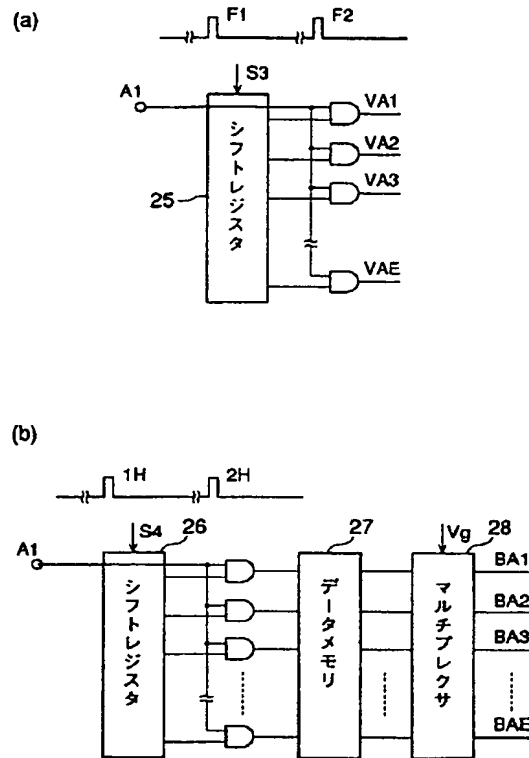 (a)
F1
F2
S3
A1
シフトレジスタ
25
VA1
VA2
VA3
VAE
(b)
1H
2H
S4
26
27
Vg
28
A1
シフトレジスタ
データメモリ
マルチプレクサ
BA1
BA2
BA3
BAE